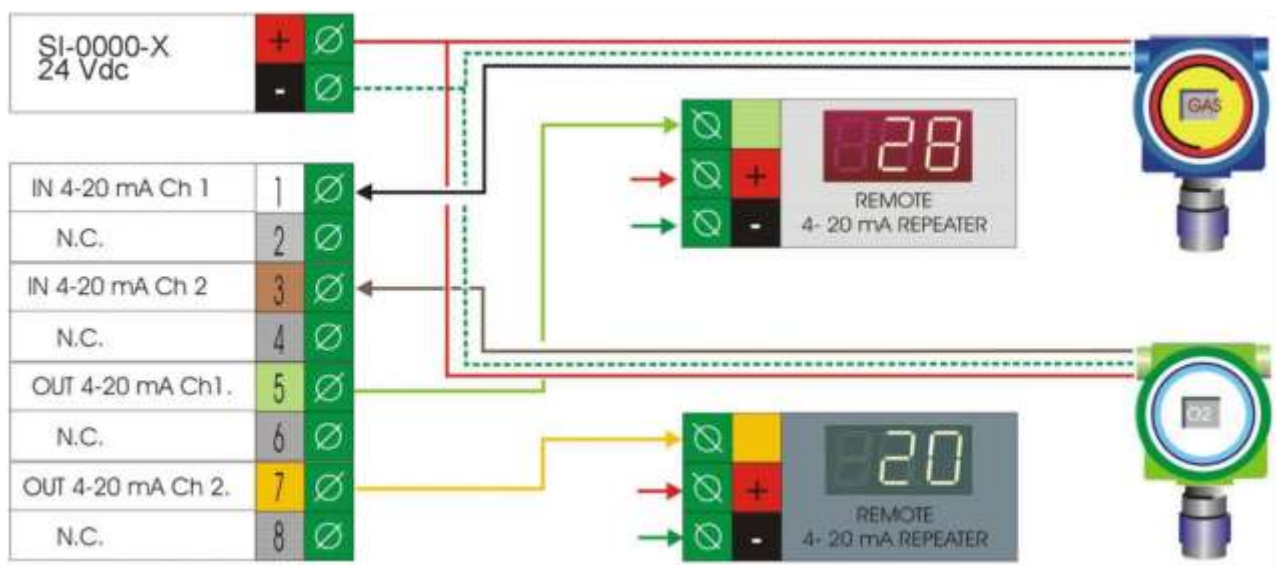 SI-0000-X +
24 Vdc -
IN 4-20 mA Ch 1 1
N.C. 2
IN 4-20 mA Ch 2 3
N.C. 4
OUT 4-20 mA Ch1. 5
N.C. 6
OUT 4-20 mA Ch 2. 7
N.C. 8
28
+
-
REMOTE
4- 20 mA REPEATER
GAS
20
+
-
REMOTE
4- 20 mA REPEATER
O2